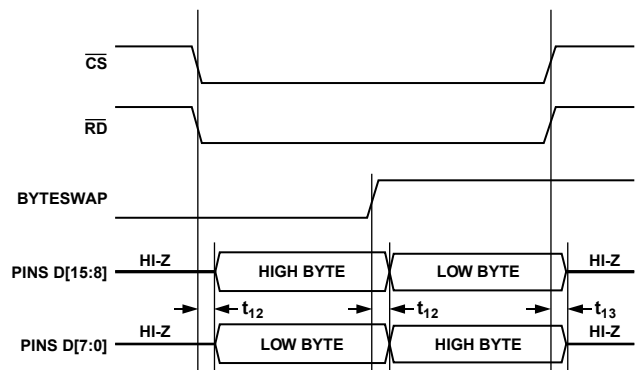 CS
RD
BYTESWAP
PINS D[15:8] HI-Z HIGH BYTE LOW BYTE HI-Z
t12 t12 t13
PINS D[7:0] HI-Z LOW BYTE HIGH BYTE HI-Z